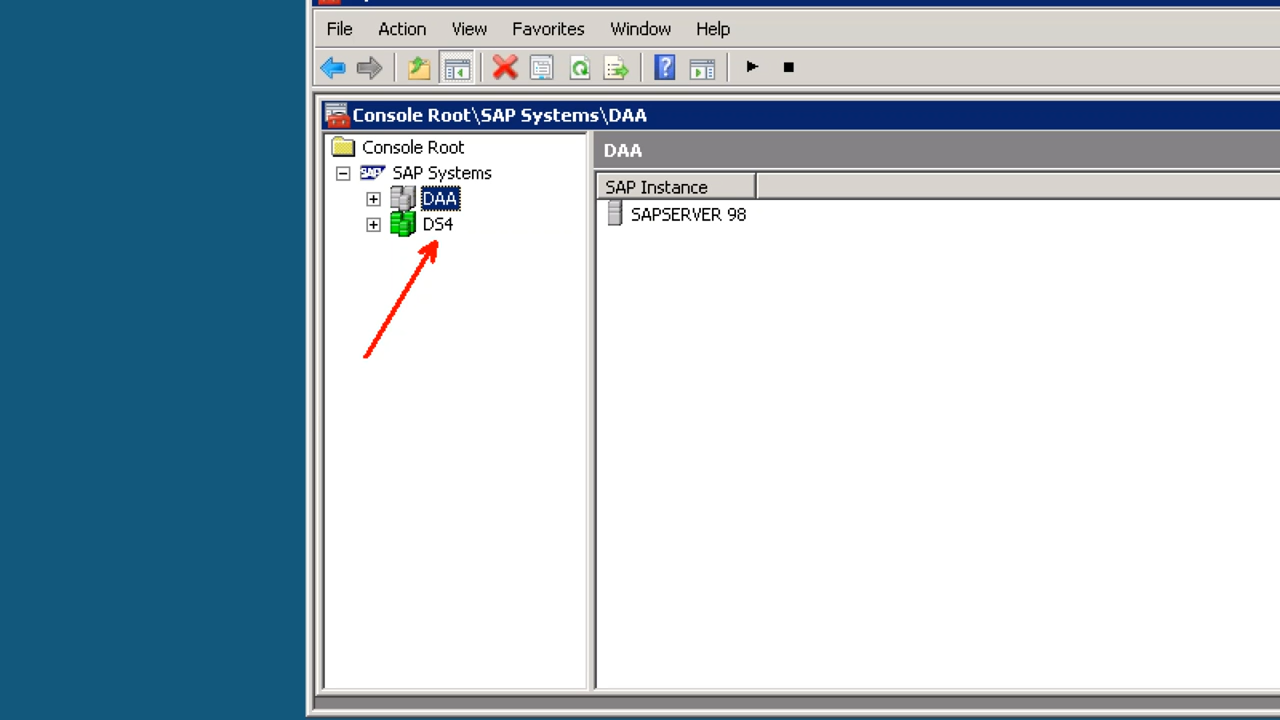 File Action View Favorites Window Help
Console Root\SAP Systems\DAA
Console Root
SAP SAP Systems
DAA
DS4
DAA
SAP Instance
SAPSERVER 98